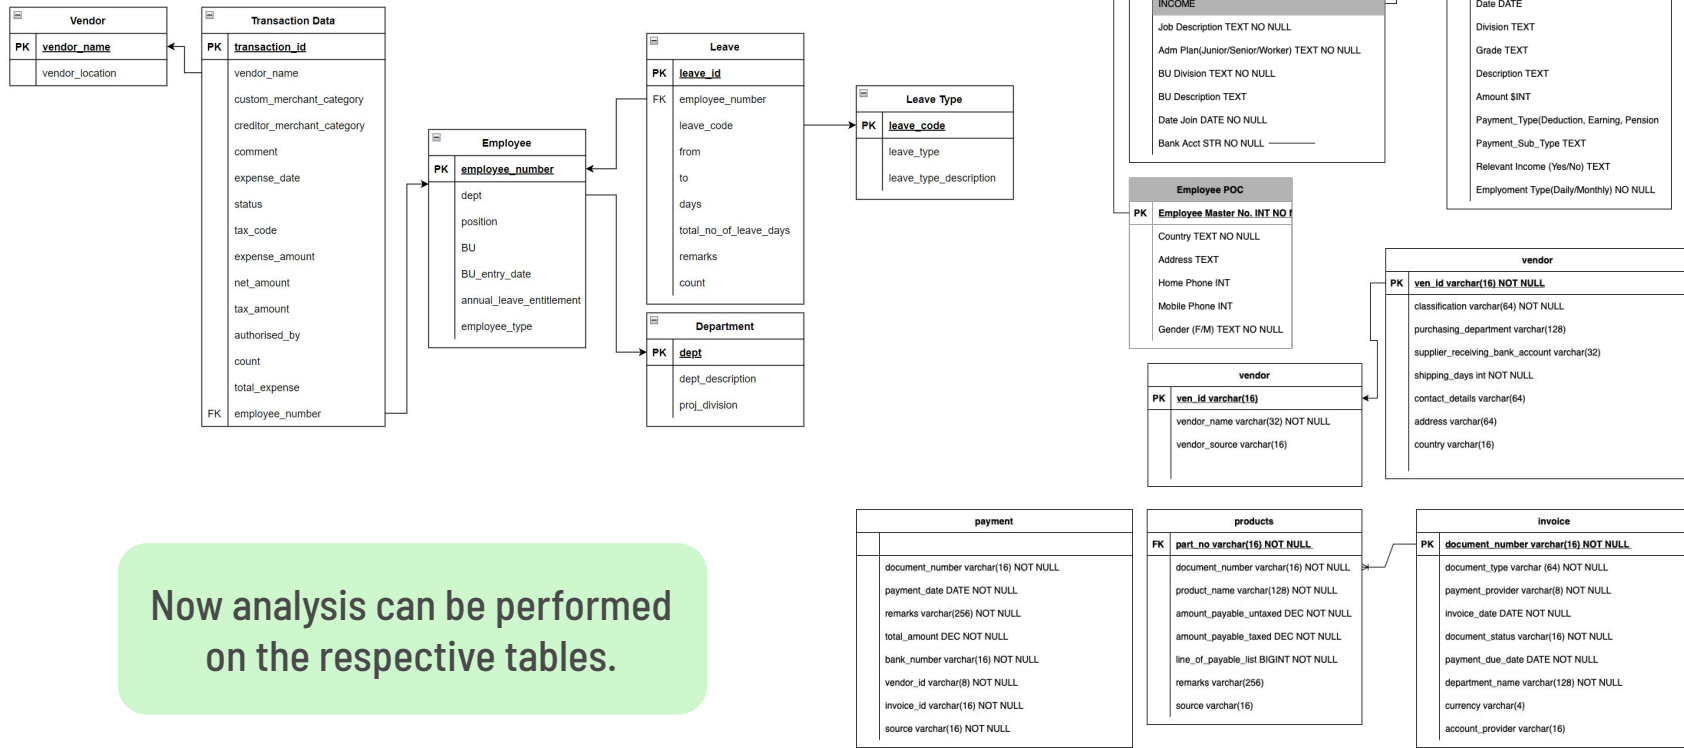 Vendor
PK vendor_name
vendor_location
Transaction Data
PK transaction_id
vendor_name
custom_merchant_category
creditor_merchant_category
comment
expense_date
status
tax_code
expense_amount
net_amount
tax_amount
authorised_by
count
total_expense
FK employee_number
Employee
PK employee_number
dept
position
BU
BU_entry_date
annual_leave_entitlement
employee_type
Leave
PK leave_id
FK employee_number
leave_code
from
to
days
total_no_of_leave_days
remarks
count
Department
PK dept
dept_description
proj_division
Leave Type
PK leave_code
leave_type
leave_type_description
INCOME
Job Description TEXT NO NULL
Adm Plan(Junior/Senior/Worker) TEXT NO NULL
BU Division TEXT NO NULL
BU Description TEXT
Date Join DATE NO NULL
Bank Acct STR NO NULL
Date DATE
Division TEXT
Grade TEXT
Description TEXT
Amount $INT
Payment_Type(Deduction, Earning, Pension
Payment_Sub_Type TEXT
Relevant Income (Yes/No) TEXT
Emplyoment Type(Daily/Monthly) NO NULL
Employee POC
PK Employee Master No. INT NO
Country TEXT NO NULL
Address TEXT
Home Phone INT
Mobile Phone INT
Gender (F/M) TEXT NO NULL
vendor
PK ven_id varchar(16) NOT NULL
classification varchar(64) NOT NULL
purchasing_department varchar(128)
supplier_receiving_bank_account varchar(32)
shipping_days int NOT NULL
contact_details varchar(64)
address varchar(64)
country varchar(16)
vendor
PK ven_id varchar(16)
vendor_name varchar(32) NOT NULL
vendor_source varchar(16)
payment
document_number varchar(16) NOT NULL
payment_date DATE NOT NULL
remarks varchar(256) NOT NULL
total_amount DEC NOT NULL
bank_number varchar(16) NOT NULL
vendor_id varchar(8) NOT NULL
invoice_id varchar(16) NOT NULL
source varchar(16) NOT NULL
products
FK part_no varchar(16) NOT NULL
document_number varchar(16) NOT NULL
product_name varchar(128) NOT NULL
amount_payable_untaxed DEC NOT NULL
amount_payable_taxed DEC NOT NULL
line_of_payable_list BIGINT NOT NULL
remarks varchar(256)
source varchar(16)
invoice
PK document_number varchar(16) NOT NULL
document_type varchar (64) NOT NULL
payment_provider varchar(8) NOT NULL
invoice_date DATE NOT NULL
document_status varchar(16) NOT NULL
payment_due_date DATE NOT NULL
department_name varchar(128) NOT NULL
currency varchar(4)
account_provider varchar(16)
Now analysis can be performed
on the respective tables.